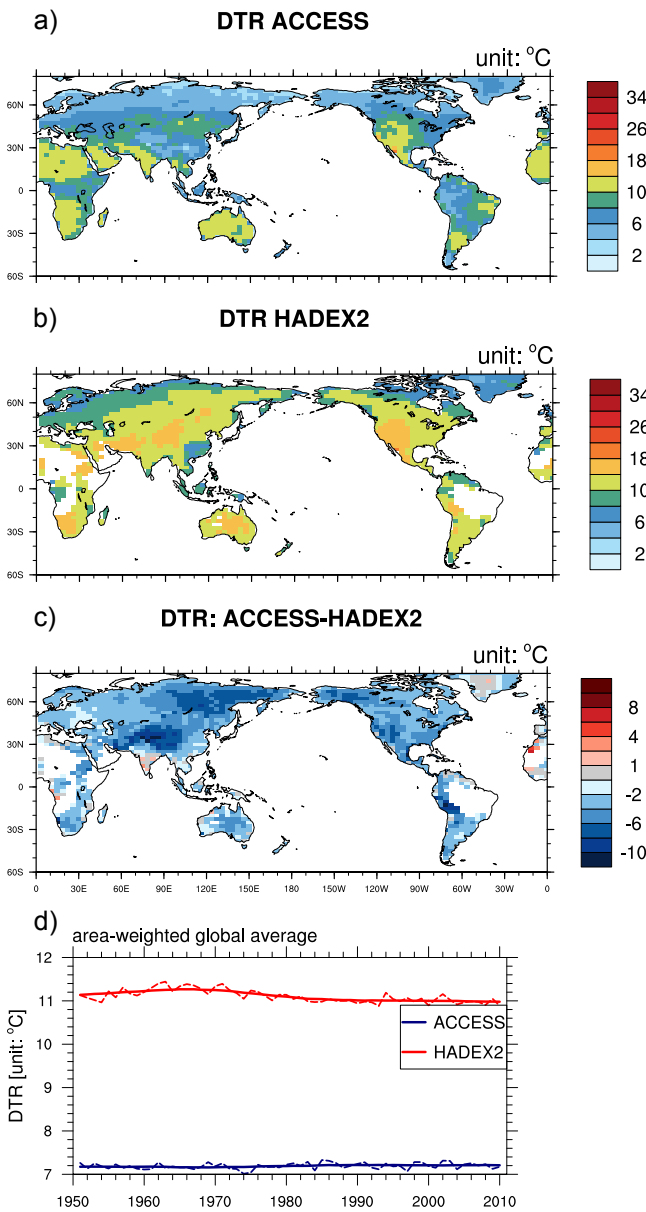 a)
DTR ACCESS
unit: °C
60N
30N
0
30S
60S
34
26
18
10
6
2
b)
DTR HADEX2
unit: °C
60N
30N
0
30S
60S
34
26
18
10
6
2
c)
DTR: ACCESS-HADEX2
unit: °C
60N
30N
0
30S
60S
0 30E 60E 90E 120E 150E 180 150W 120W 90W 60W 30W 0
8
4
1
-2
-6
-10
d)
area-weighted global average
DTR [unit: °C]
12
11
10
9
8
7
1950 1960 1970 1980 1990 2000 2010
ACCESS
HADEX2